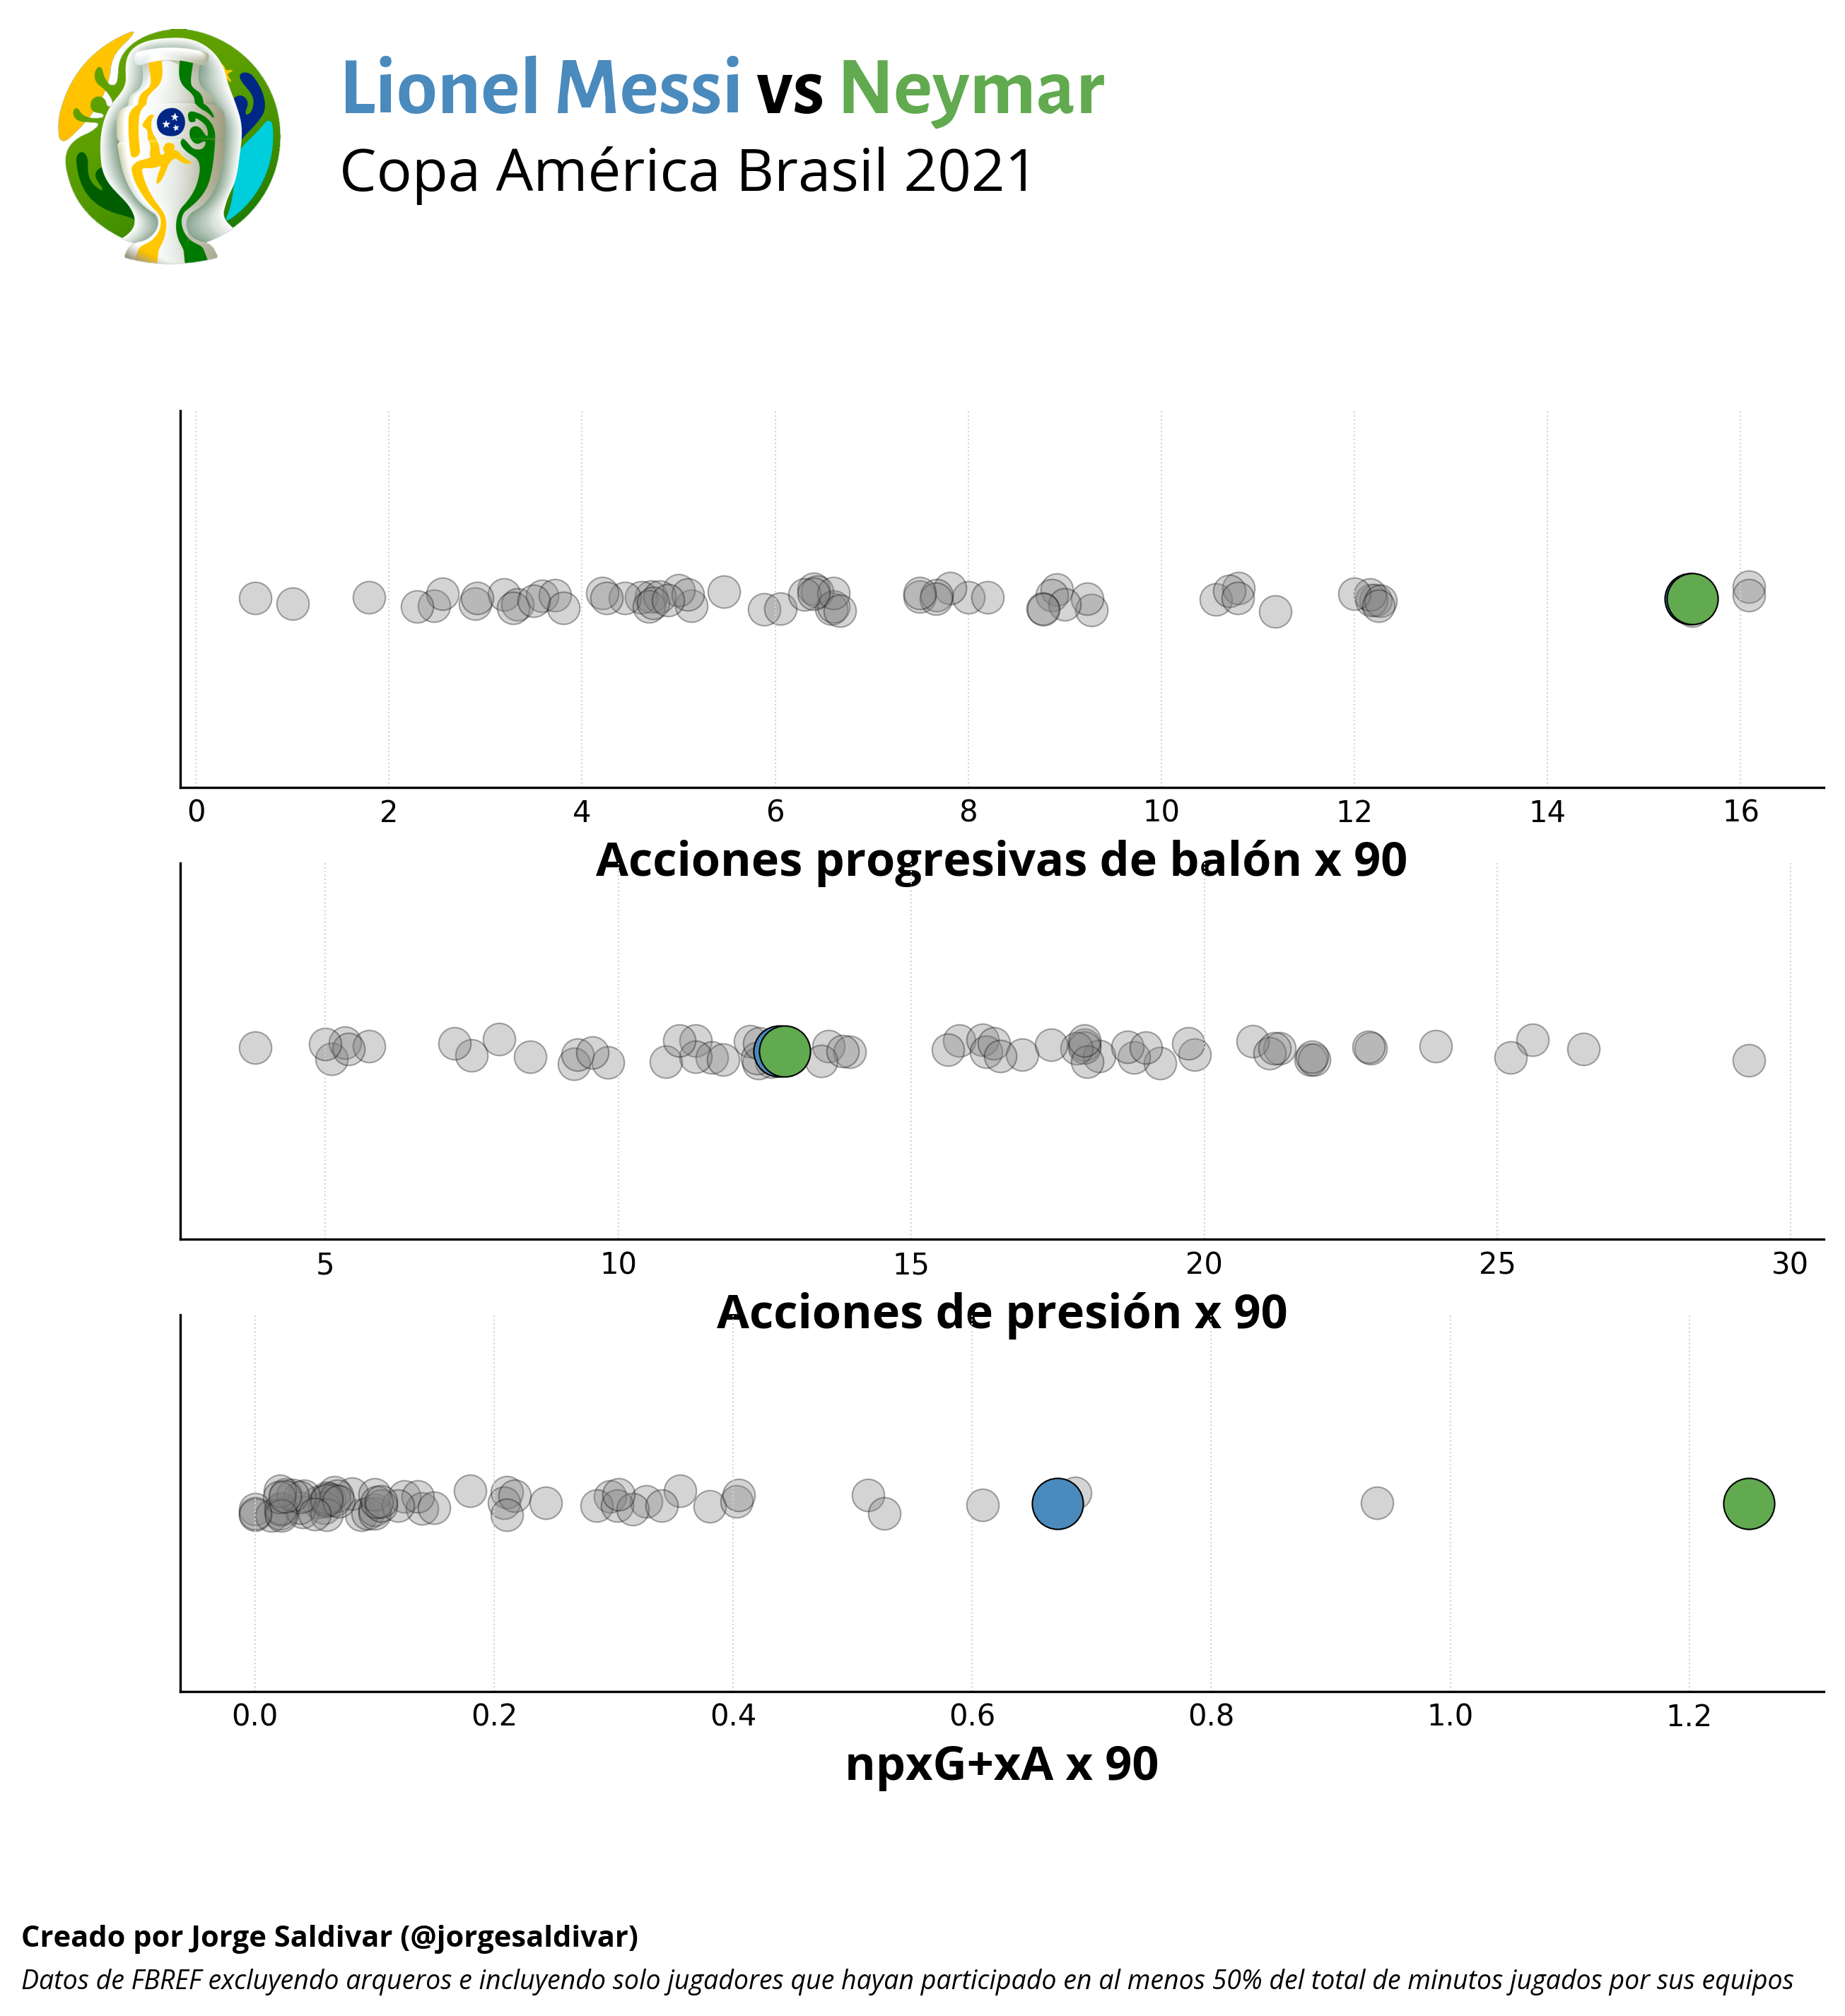 Lionel Messi vs Neymar
Copa América Brasil 2021
0 2 4 6 8 10 12 14 16
Acciones progresivas de balón x 90
5 10 15 20 25 30
Acciones de presión x 90
0.0 0.2 0.4 0.6 0.8 1.0 1.2
npxG+xA x 90
Creado por Jorge Saldivar (@jorgesaldivar)
Datos de FBREF excluyendo arqueros e incluyendo solo jugadores que hayan participado en al menos 50% del total de minutos jugados por sus equipos